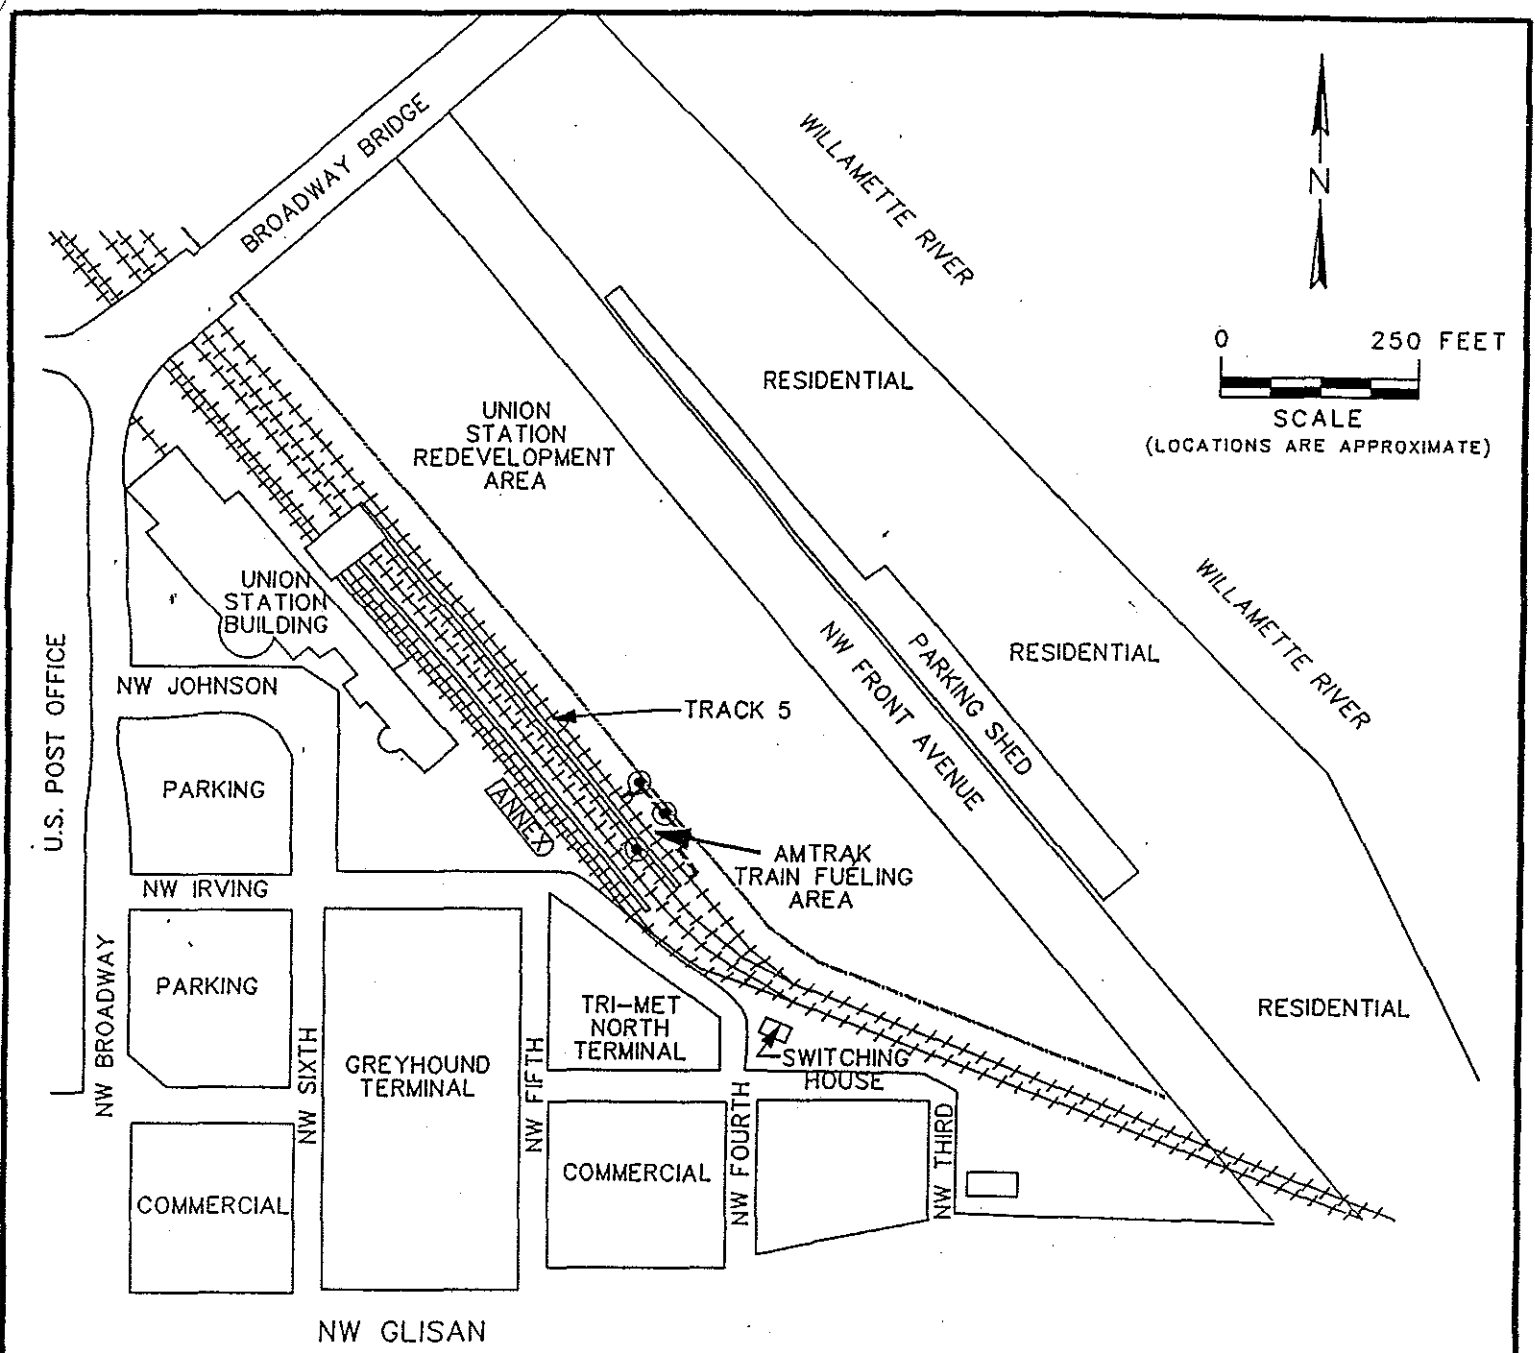 BROADWAY BRIDGE
WILLAMETTE RIVER
N
0 250 FEET
SCALE
(LOCATIONS ARE APPROXIMATE)
RESIDENTIAL
UNION
STATION
REDEVELOPMENT
AREA
UNION
STATION
BUILDING
WILLAMETTE RIVER
NW FRONT AVENUE
PARKING SHED
RESIDENTIAL
U.S. POST OFFICE
NW JOHNSON
TRACK 5
PARKING
ANNEX
AMTRAK
TRAIN FUELING
AREA
NW IRVING
NW BROADWAY
PARKING
TRI-MET
NORTH
TERMINAL
RESIDENTIAL
NW SIXTH
GREYHOUND
TERMINAL
NW FIFTH
SWITCHING
HOUSE
NW FOURTH
NW THIRD
COMMERCIAL
COMMERCIAL
NW GLISAN